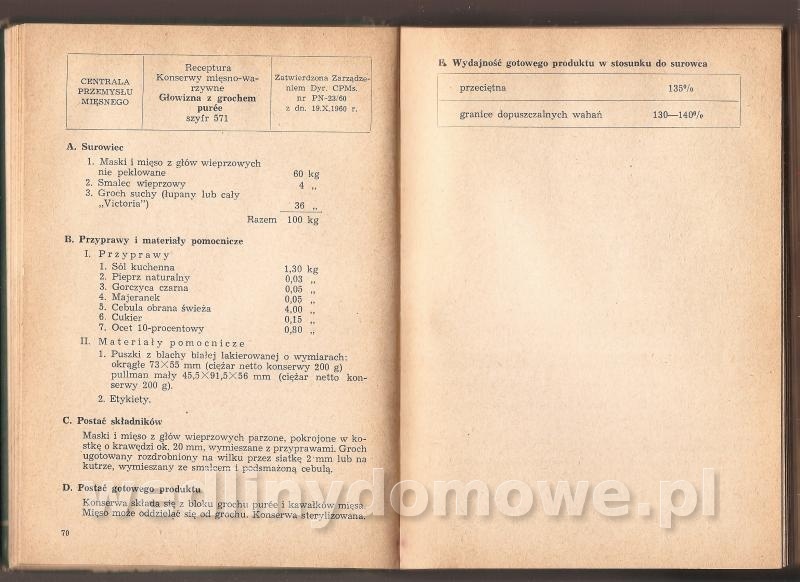 CENTRALA
PRZEMYSŁU
MIĘSNEGO
Receptura
Konserwy mięsno-wa-
rzywne
Głowizna z grochem
purée
szyfr 571
Zatwierdzona Zarządze-
niem Dyr. CPMs.
nr PN-23/60
z dn. 19.X.1960 r.
A. Surowiec
1. Maski i mięso z głów wieprzowych
nie peklowane 60 kg
2. Smalec wieprzowy 4 „
3. Groch suchy (łupany lub cały
„Victoria") 36 „
Razem 100 kg
B. Przyprawy i materiały pomocnicze
I. Przyprawy
1. Sól kuchenna 1,30 kg
2. Pieprz naturalny 0,03 „
3. Gorczyca czarna 0,05 „
4. Majeranek 0,05 „
5. Cebula obrana świeża 4,00 „
6. Cukier 0,15 „
7. Ocet 10-procentowy 0,80 „
II. Materiały pomocnicze
1. Puszki z blachy białej lakierowanej o wymiarach:
okrągłe 73×55 mm (ciężar netto konserwy 200 g)
pullman mały 45,5×91,5×56 mm (ciężar netto kon-
serwy 200 g).
2. Etykiety.
C. Postać składników
Maski i mięso z głów wieprzowych parzone, pokrojone w ko-
stkę o krawędzi ok. 20 mm, wymieszane z przyprawami. Groch
ugotowany rozdrobniony na wilku przez siatkę 2 mm lub na
kutrze, wymieszany ze smalcem i podsmażoną cebulą.
D. Postać gotowego produktu
Konserwa składa się z bloku grochu purée i kawałków mięsa.
Mięso może oddzielać się od grochu. Konserwa sterylizowana.
70
E. Wydajność gotowego produktu w stosunku do surowca
przeciętna 135%
granice dopuszczalnych wahań 130—140%
wedlinydomowe.pl